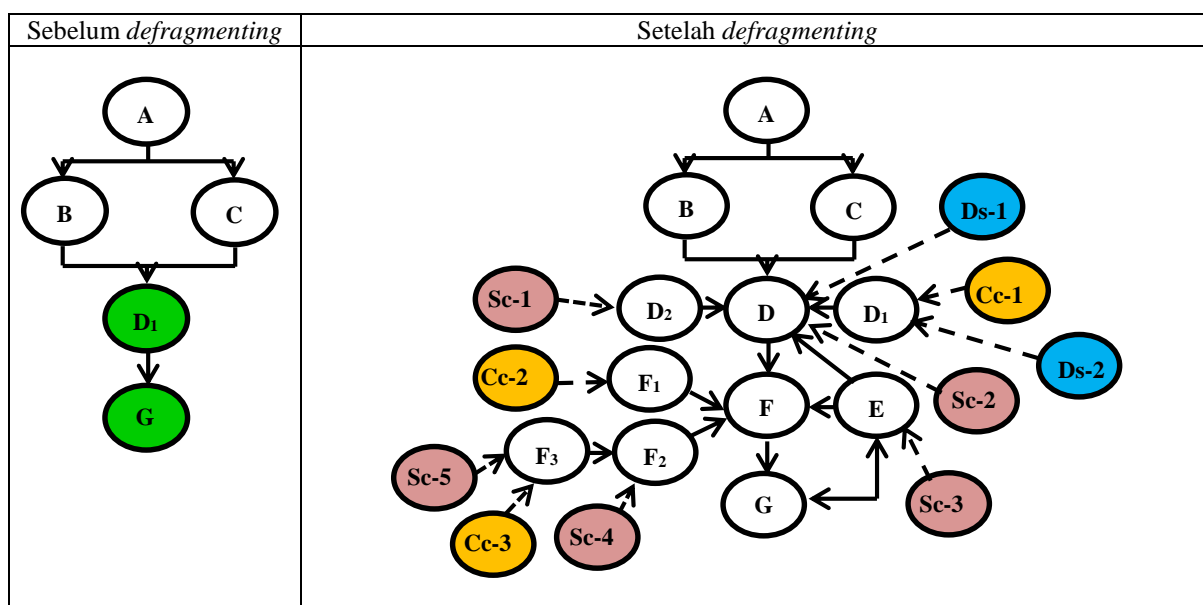 Sebelum defragmenting
Setelah defragmenting
A
B
C
D1
G
A
B
C
Ds-1
Sc-1
D2
D
D1
Cc-1
Ds-2
Cc-2
F1
F
E
Sc-2
Sc-5
F3
F2
G
Sc-3
Cc-3
Sc-4